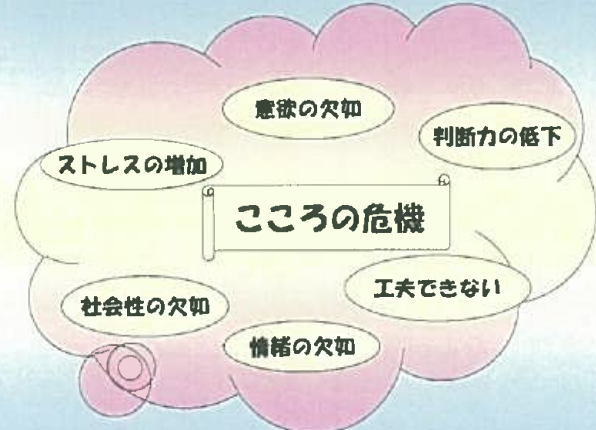 意欲の欠如
判断力の低下
ストレスの増加
こころの危機
工夫できない
社会性の欠如
情緒の欠如